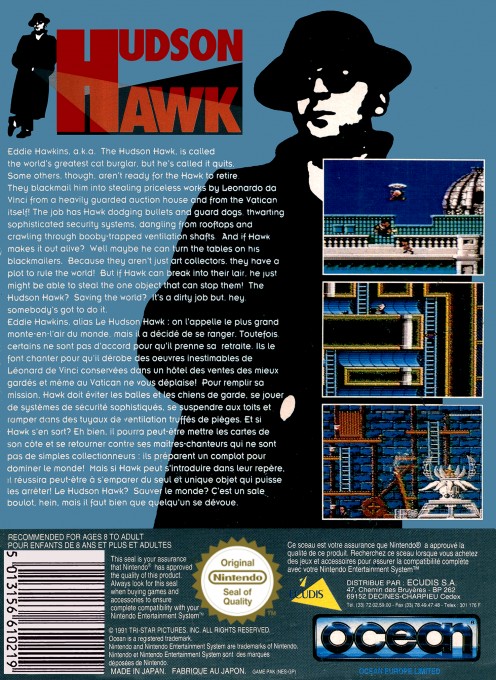 HUDSON
HAWK
Eddie Hawkins, a.k.a. The Hudson Hawk, is called
the world's greatest cat burglar, but he's called it quits.
Some others, though, aren't ready for the Hawk to retire.
They blackmail him into stealing priceless works by Leonardo da
Vinci from a heavily guarded auction house and from the Vatican
itself! The job has Hawk dodging bullets and guard dogs, thwarting
sophisticated security systems, dangling from rooftops and
crawling through booby-trapped ventilation shafts. And if Hawk
makes it out alive? Well maybe he can turn the tables on his
blackmailers. Because they aren't just art collectors, they have a
plot to rule the world! But if Hawk can break into their lair, he just
might be able to steal the one object that can stop them! The
Hudson Hawk? Saving the world? It's a dirty job but, hey,
somebody's got to do it.
Eddie Hawkins, alias Le Hudson Hawk : on l'appelle le plus grand
monte-en-l'air du monde, mais il a décidé de se ranger. Toutefois,
certains ne sont pas d'accord pour qu'il prenne sa retraite. Ils le
font chanter pour qu'il dérobe des oeuvres inestimables de
Léonard de Vinci conservées dans un hôtel des ventes des mieux
gardés et même au Vatican ne vous déplaise! Pour remplir sa
mission, Hawk doit éviter les balles et les chiens de garde, se jouer
de systèmes de sécurité sophistiqués, se suspendre aux toits et
ramper dans des tuyaux de ventilation truffés de pièges. Et si
Hawk s'en sort? Eh bien, il pourra peut-être mettre les cartes de
son côte et se retourner contre ses maîtres-chanteurs qui ne sont
pas de simples collectionneurs : ils préparent un complot pour
dominer le monde! Mais si Hawk peut s'introduire dans leur repère,
il réussira peut-être à s'emparer du seul et unique objet qui puisse
les arrêter! Le Hudson Hawk? Sauver le monde? C'est un sale
boulot, hein, mais il faut bien que quelqu'un se dévoue.
RECOMMENDED FOR AGES 8 TO ADULT
POUR ENFANTS DE 8 ANS ET PLUS ET ADULTES
5 013156 610219
This seal is your assurance
that Nintendo® has approved
the quality of this product.
Always look for this seal
when buying games and
accessories to ensure
complete compatibility with your
Nintendo Entertainment System™
Original
Nintendo
Seal of
Quality
TM
Ce sceau est votre assurance que Nintendo® a approuvé la
qualité de ce produit. Recherchez ce sceau lorsque vous achetez
des jeux et accessoires pour assurer la compatibilité complète
avec votre Nintendo Entertainment System™
ECUDIS
DISTRIBUE PAR : ECUDIS S.A.
47, Chemin des Bruyères - BP 262
69152 DECINES-CHARPIEU Cedex
© 1991 TRI-STAR PICTURES, INC. ALL RIGHTS RESERVED.
Ocean is a registered trademark.
Nintendo and Nintendo Entertainment System are trademarks of Nintendo.
Nintendo et Nintendo Entertainment System sont des marques
déposées de Nintendo.
MADE IN JAPAN. FABRIQUE AU JAPON. GAME PAK (NES-GP)
ocean
OCEAN EUROPE LIMITED